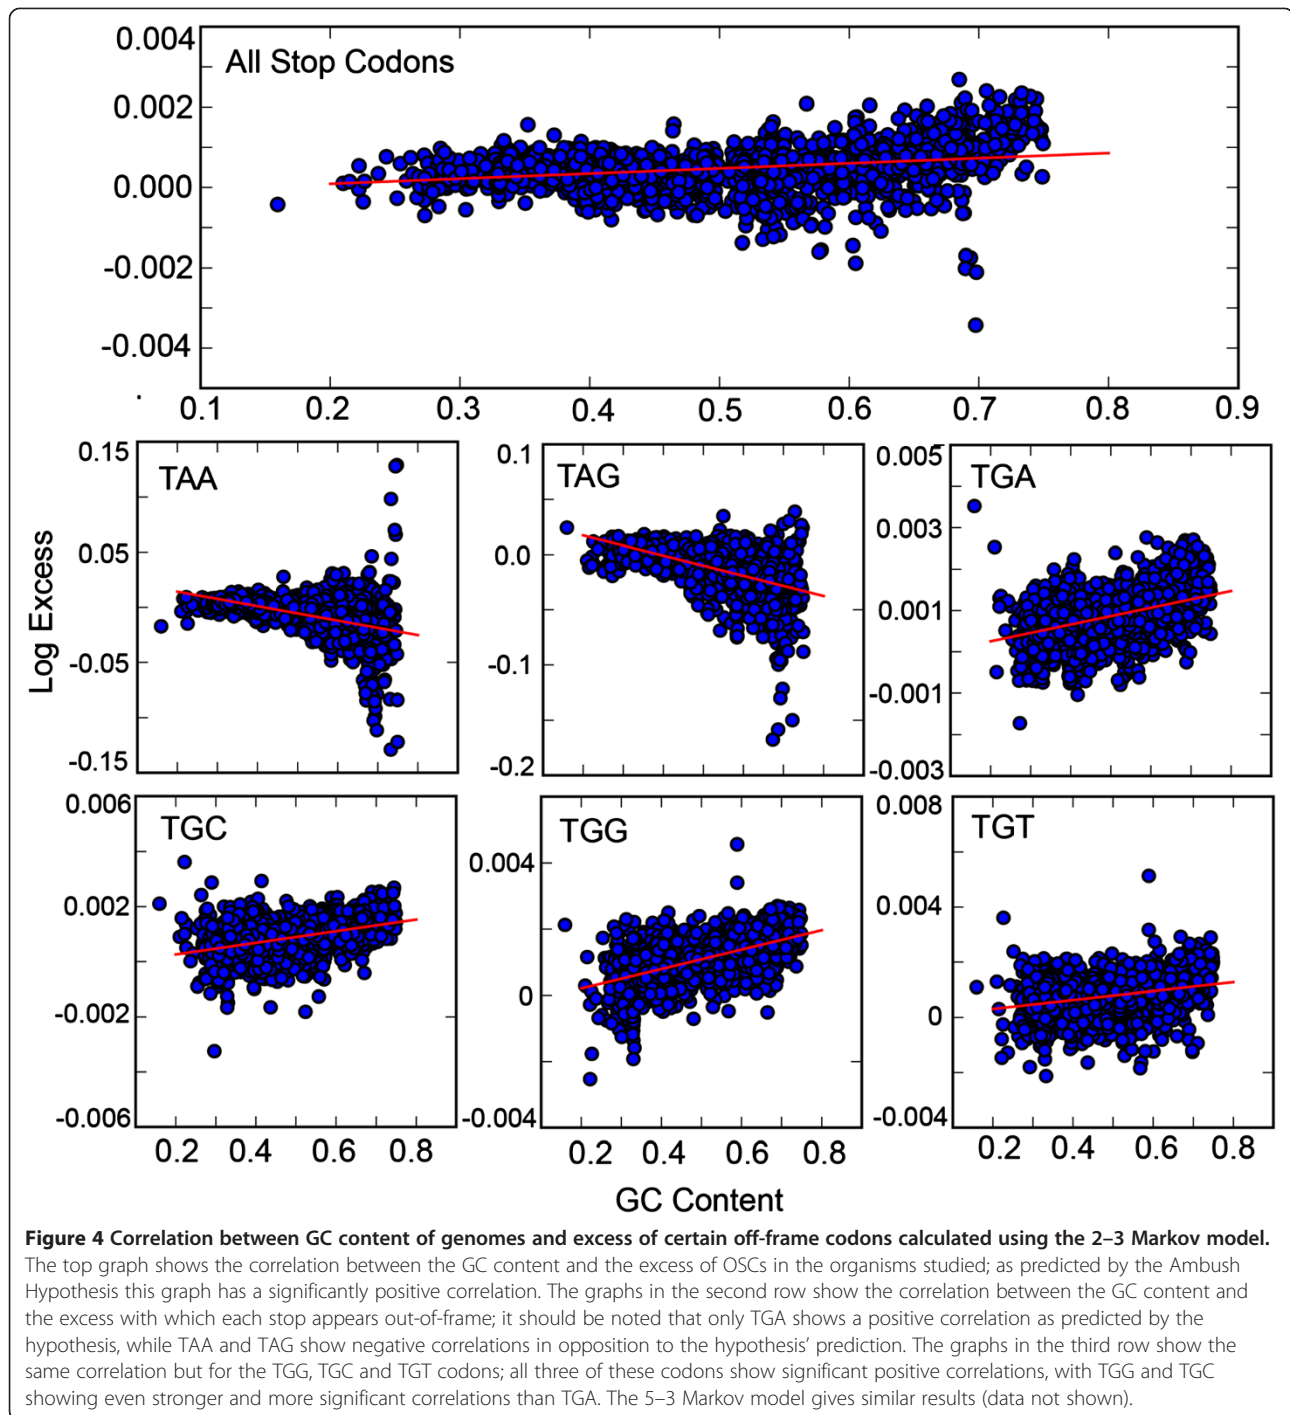 All Stop Codons
0.004
0.002
0.000
-0.002
-0.004
0.1 0.2 0.3 0.4 0.5 0.6 0.7 0.8 0.9
Log Excess
TAA
0.15
0.05
-0.05
-0.15
TAG
0.1
0.0
-0.1
-0.2
TGA
0.005
0.003
0.001
-0.001
-0.003
TGC
0.006
0.002
-0.002
-0.006
0.2 0.4 0.6 0.8
TGG
0.004
0
-0.004
0.2 0.4 0.6 0.8
TGT
0.008
0.004
0
-0.004
0.2 0.4 0.6 0.8
GC Content
Figure 4 Correlation between GC content of genomes and excess of certain off-frame codons calculated using the 2–3 Markov model.
The top graph shows the correlation between the GC content and the excess of OSCs in the organisms studied; as predicted by the Ambush
Hypothesis this graph has a significantly positive correlation. The graphs in the second row show the correlation between the GC content and
the excess with which each stop appears out-of-frame; it should be noted that only TGA shows a positive correlation as predicted by the
hypothesis, while TAA and TAG show negative correlations in opposition to the hypothesis’ prediction. The graphs in the third row show the
same correlation but for the TGG, TGC and TGT codons; all three of these codons show significant positive correlations, with TGG and TGC
showing even stronger and more significant correlations than TGA. The 5–3 Markov model gives similar results (data not shown).